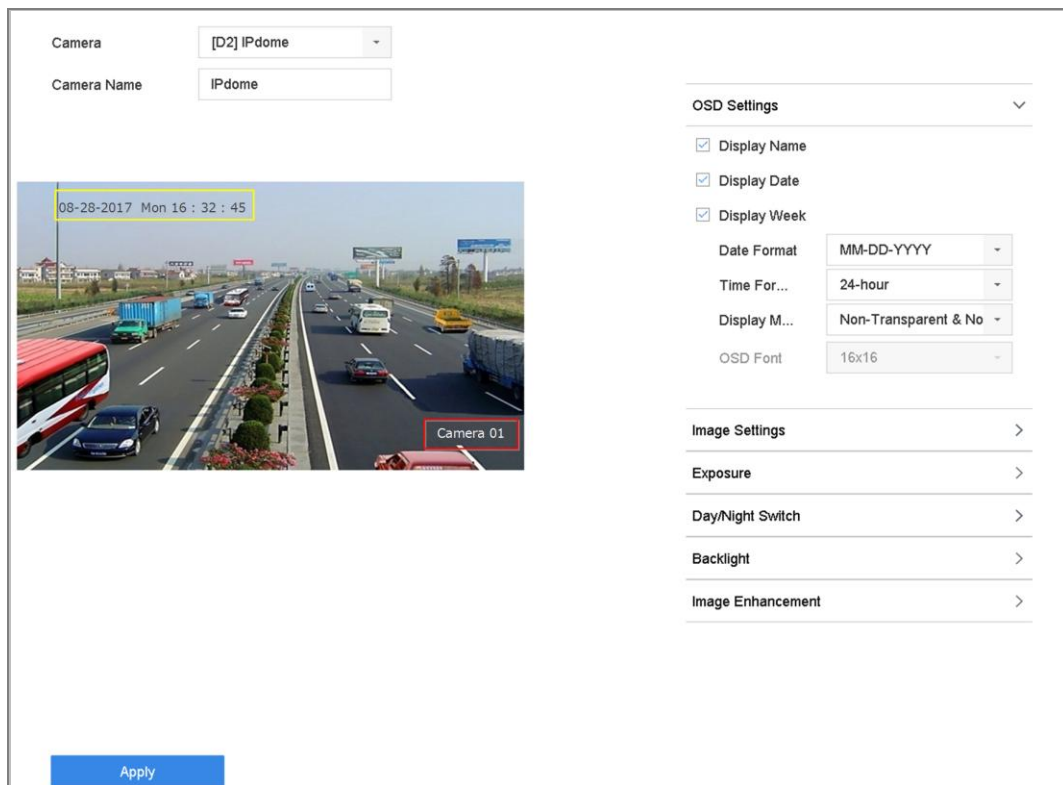 Camera
[D2] IPdome
Camera Name
IPdome
08-28-2017 Mon 16 : 32 : 45
Camera 01
OSD Settings
Display Name
Display Date
Display Week
Date Format
MM-DD-YYYY
Time For...
24-hour
Display M...
Non-Transparent & No
OSD Font
16x16
Image Settings
Exposure
Day/Night Switch
Backlight
Image Enhancement
Apply